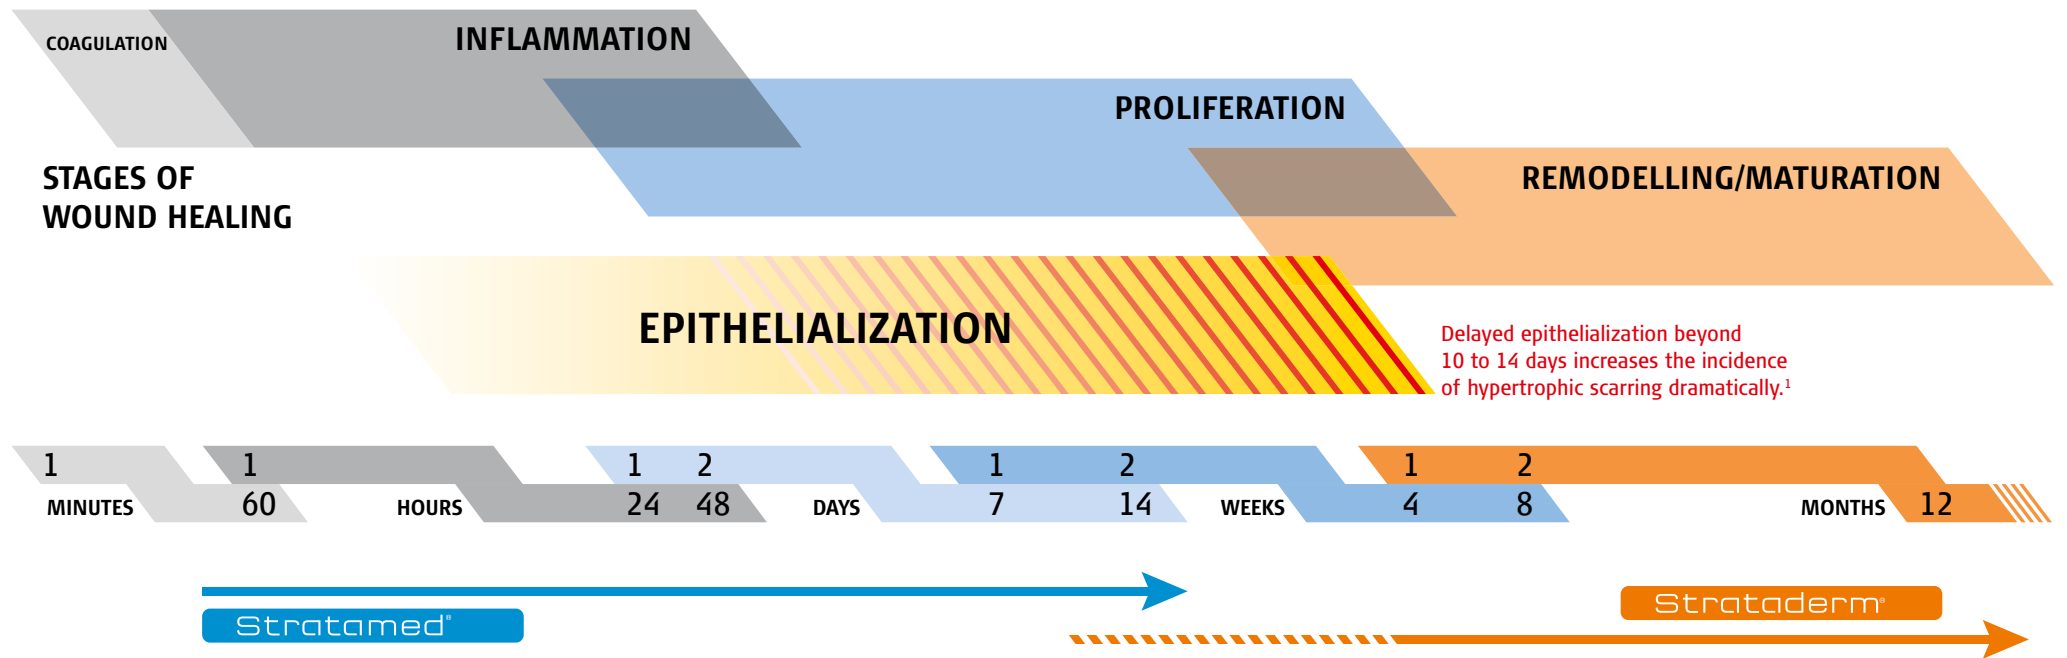 COAGULATION
INFLAMMATION
PROLIFERATION
STAGES OF
WOUND HEALING
REMODELLING/MATURATION
EPITHELIALIZATION
Delayed epithelialization beyond
10 to 14 days increases the incidence
of hypertrophic scarring dramatically.¹
1 1 1 2 1 2 1 2
MINUTES 60 HOURS 24 48 DAYS 7 14 WEEKS 4 8 MONTHS 12
Stratamed®
Strataderm®